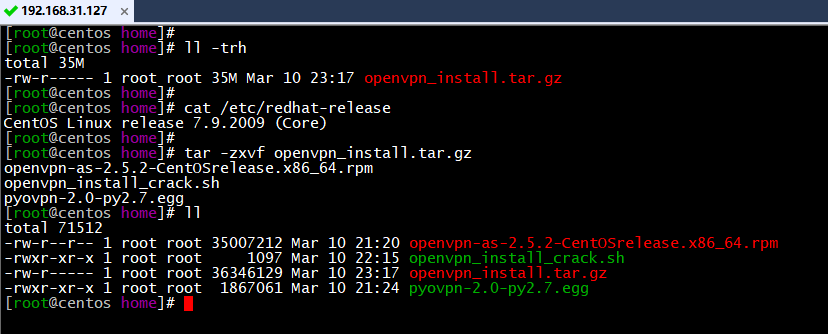 192.168.31.127 ×
[root@centos home]#
[root@centos home]# ll -trh
total 35M
-rw-r----- 1 root root 35M Mar 10 23:17 openvpn_install.tar.gz
[root@centos home]#
[root@centos home]# cat /etc/redhat-release
CentOS Linux release 7.9.2009 (Core)
[root@centos home]#
[root@centos home]# tar -zxvf openvpn_install.tar.gz
openvpn-as-2.5.2-CentOSrelease.x86_64.rpm
openvpn_install_crack.sh
pyovpn-2.0-py2.7.egg
[root@centos home]# ll
total 71512
-rw-r--r-- 1 root root 35007212 Mar 10 21:20 openvpn-as-2.5.2-CentOSrelease.x86_64.rpm
-rwxr-xr-x 1 root root     1097 Mar 10 22:15 openvpn_install_crack.sh
-rw-r----- 1 root root 36346129 Mar 10 23:17 openvpn_install.tar.gz
-rwxr-xr-x 1 root root  1867061 Mar 10 21:24 pyovpn-2.0-py2.7.egg
[root@centos home]#